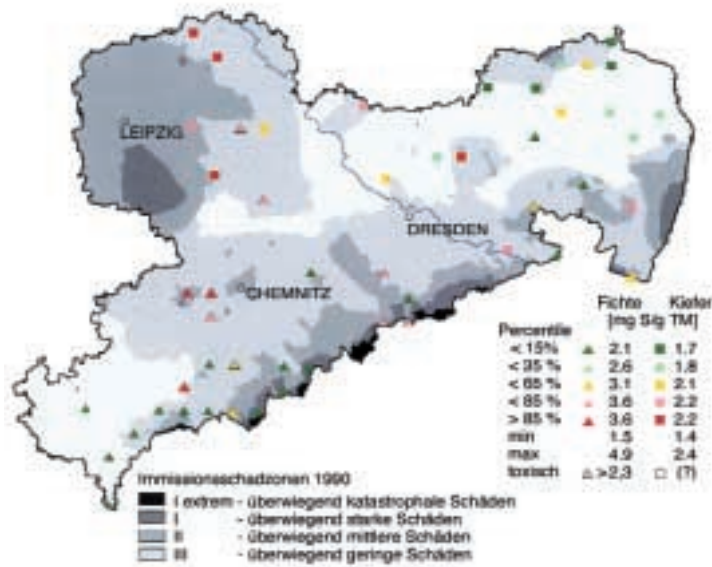 LEIPZIG
DRESDEN
CHEMNITZ
Fichte Kiefer
[mg S/g TM]
Percentile
< 15% 2.1 1.7
< 35 % 2.6 1.8
< 65 % 3.1 2.1
< 85 % 3.6 2.2
> 85 % 3.6 2.2
min 1.5 1.4
max 4.9 2.4
toxisch >2,3 (?)
Immissionsschadzonen 1990
I extrem - überwiegend katastrophale Schäden
I - überwiegend starke Schäden
II - überwiegend mittlere Schäden
III - überwiegend geringe Schäden